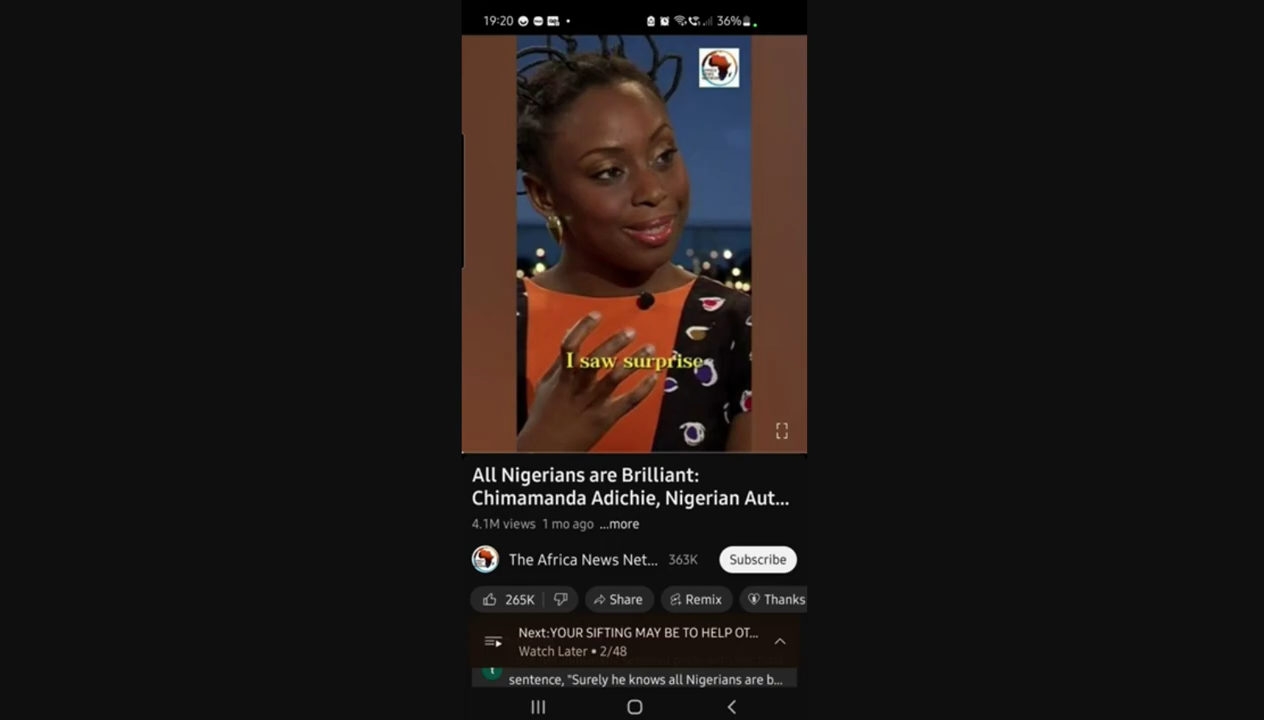 19:20
36%
I saw surprise
All Nigerians are Brilliant:
Chimamanda Adichie, Nigerian Aut...
4.1M views 1 mo ago ...more
The Africa News Net... 363K Subscribe
265K Share Remix Thanks
Next:YOUR SIFTING MAY BE TO HELP OT...
Watch Later • 2/48
t
sentence, "Surely he knows all Nigerians are b...